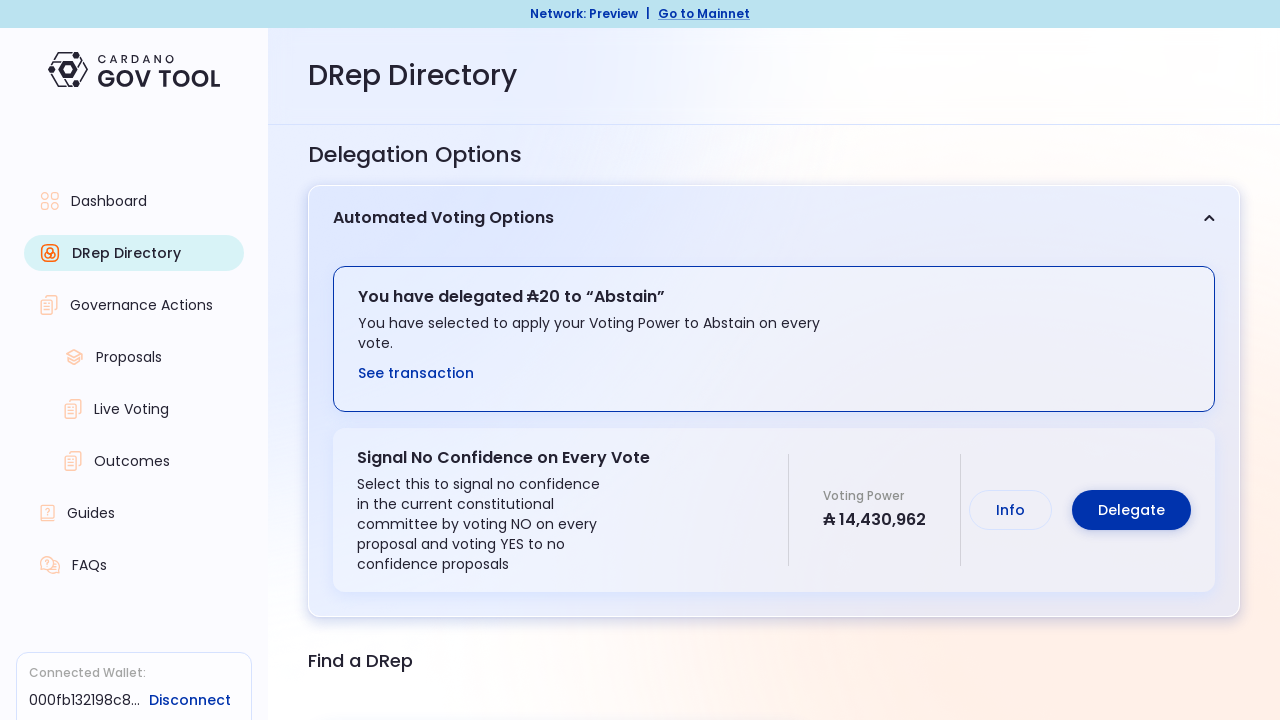 Network: Preview | Go to Mainnet
CARDANO
GOV TOOL
Dashboard
DRep Directory
Governance Actions
Proposals
Live Voting
Outcomes
Guides
FAQs
Connected Wallet:
000fb132198c8... Disconnect
DRep Directory
Delegation Options
Automated Voting Options
You have delegated ₳20 to “Abstain”
You have selected to apply your Voting Power to Abstain on every
vote.
See transaction
Signal No Confidence on Every Vote
Select this to signal no confidence
in the current constitutional
committee by voting NO on every
proposal and voting YES to no
confidence proposals
Voting Power
₳ 14,430,962
Info
Delegate
Find a DRep